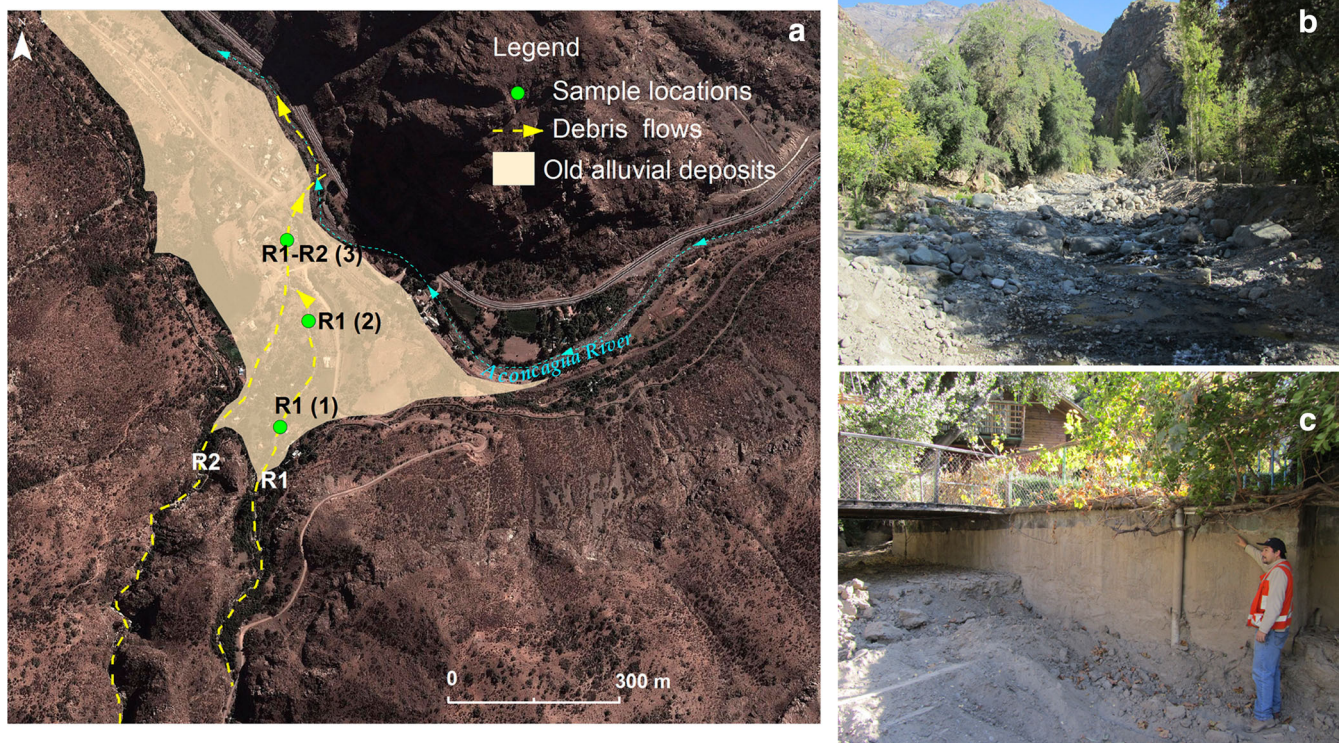 a
N
Legend
Sample locations
Debris flows
Old alluvial deposits
R1-R2 (3)
R1 (2)
Aconcagua River
R1 (1)
R2
R1
0
300 m
b
c